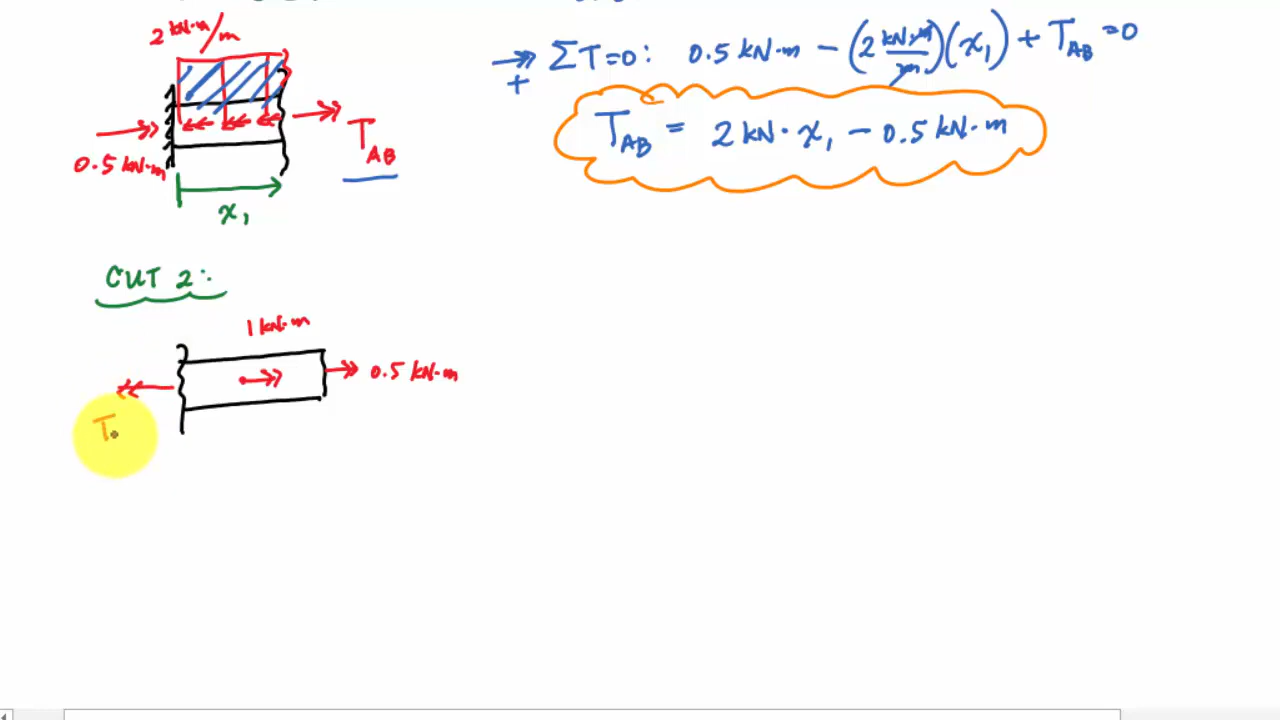 2 kN·m/m
→→ + ΣT=0: 0.5 kN·m − (2 kN·m/m)(x₁) + T_AB = 0
T_AB = 2 kN · x₁ − 0.5 kN·m
0.5 kN·m
T_AB
x₁
CUT 2:
1 kN·m
0.5 kN·m
T